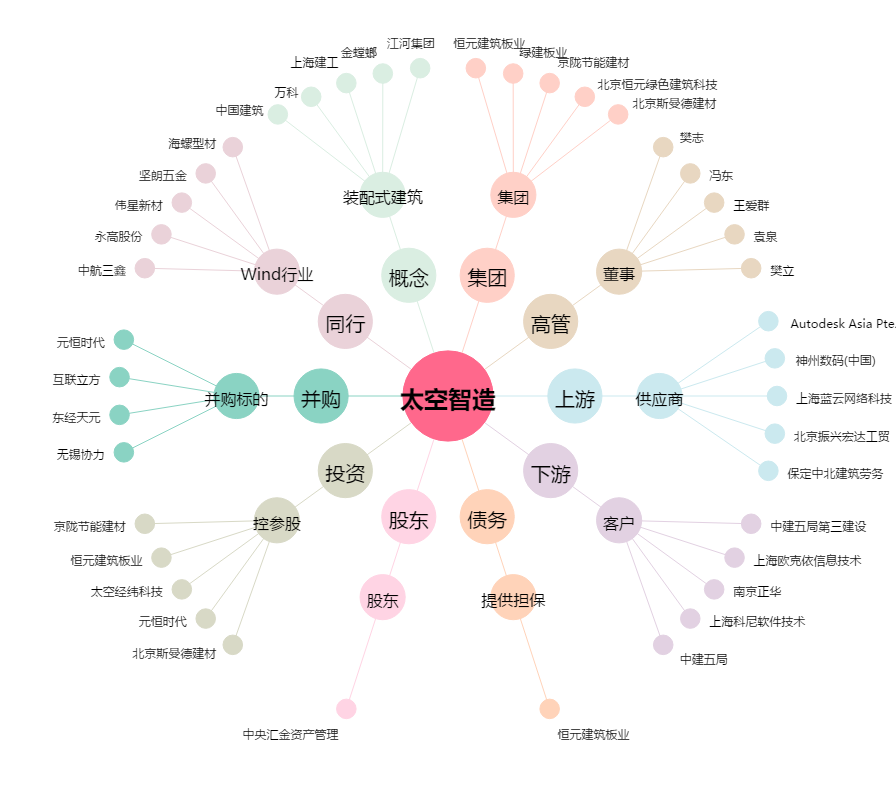 江河集团
恒元建筑板业
金螳螂
绿建板业
上海建工
京陇节能建材
万科
北京恒元绿色建筑科技
中国建筑
北京斯曼德建材
海螺型材
樊志
坚朗五金
冯东
装配式建筑
集团
伟星新材
王爱群
永高股份
袁泉
中航三鑫
Wind行业
概念
集团
董事
樊立
同行
高管
Autodesk Asia Pte.
元恒时代
神州数码(中国)
互联立方
并购标的
并购
太空智造
上游
供应商
上海蓝云网络科技
东经天元
北京振兴宏达工贸
无锡协力
投资
下游
保定中北建筑劳务
京陇节能建材
控参股
股东
债务
客户
中建五局第三建设
恒元建筑板业
上海欧克依信息技术
太空经纬科技
股东
提供担保
南京正华
元恒时代
上海科尼软件技术
北京斯曼德建材
中建五局
中央汇金资产管理
恒元建筑板业